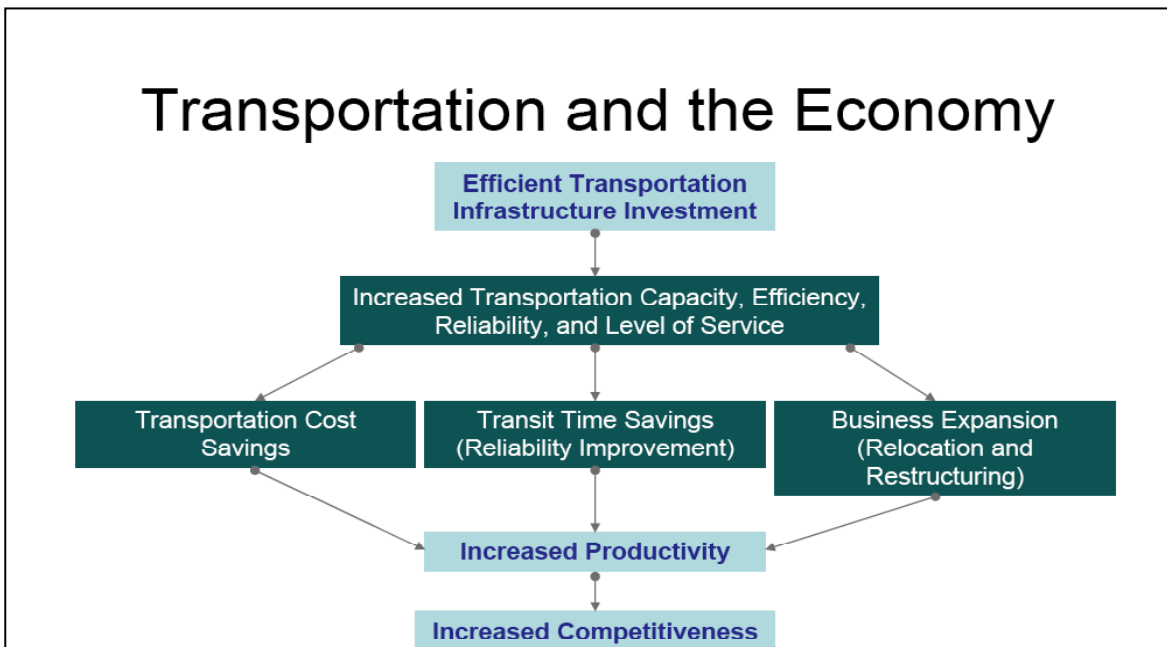 Transportation and the Economy
Efficient Transportation
Infrastructure Investment
Increased Transportation Capacity, Efficiency,
Reliability, and Level of Service
Transportation Cost
Savings
Transit Time Savings
(Reliability Improvement)
Business Expansion
(Relocation and
Restructuring)
Increased Productivity
Increased Competitiveness